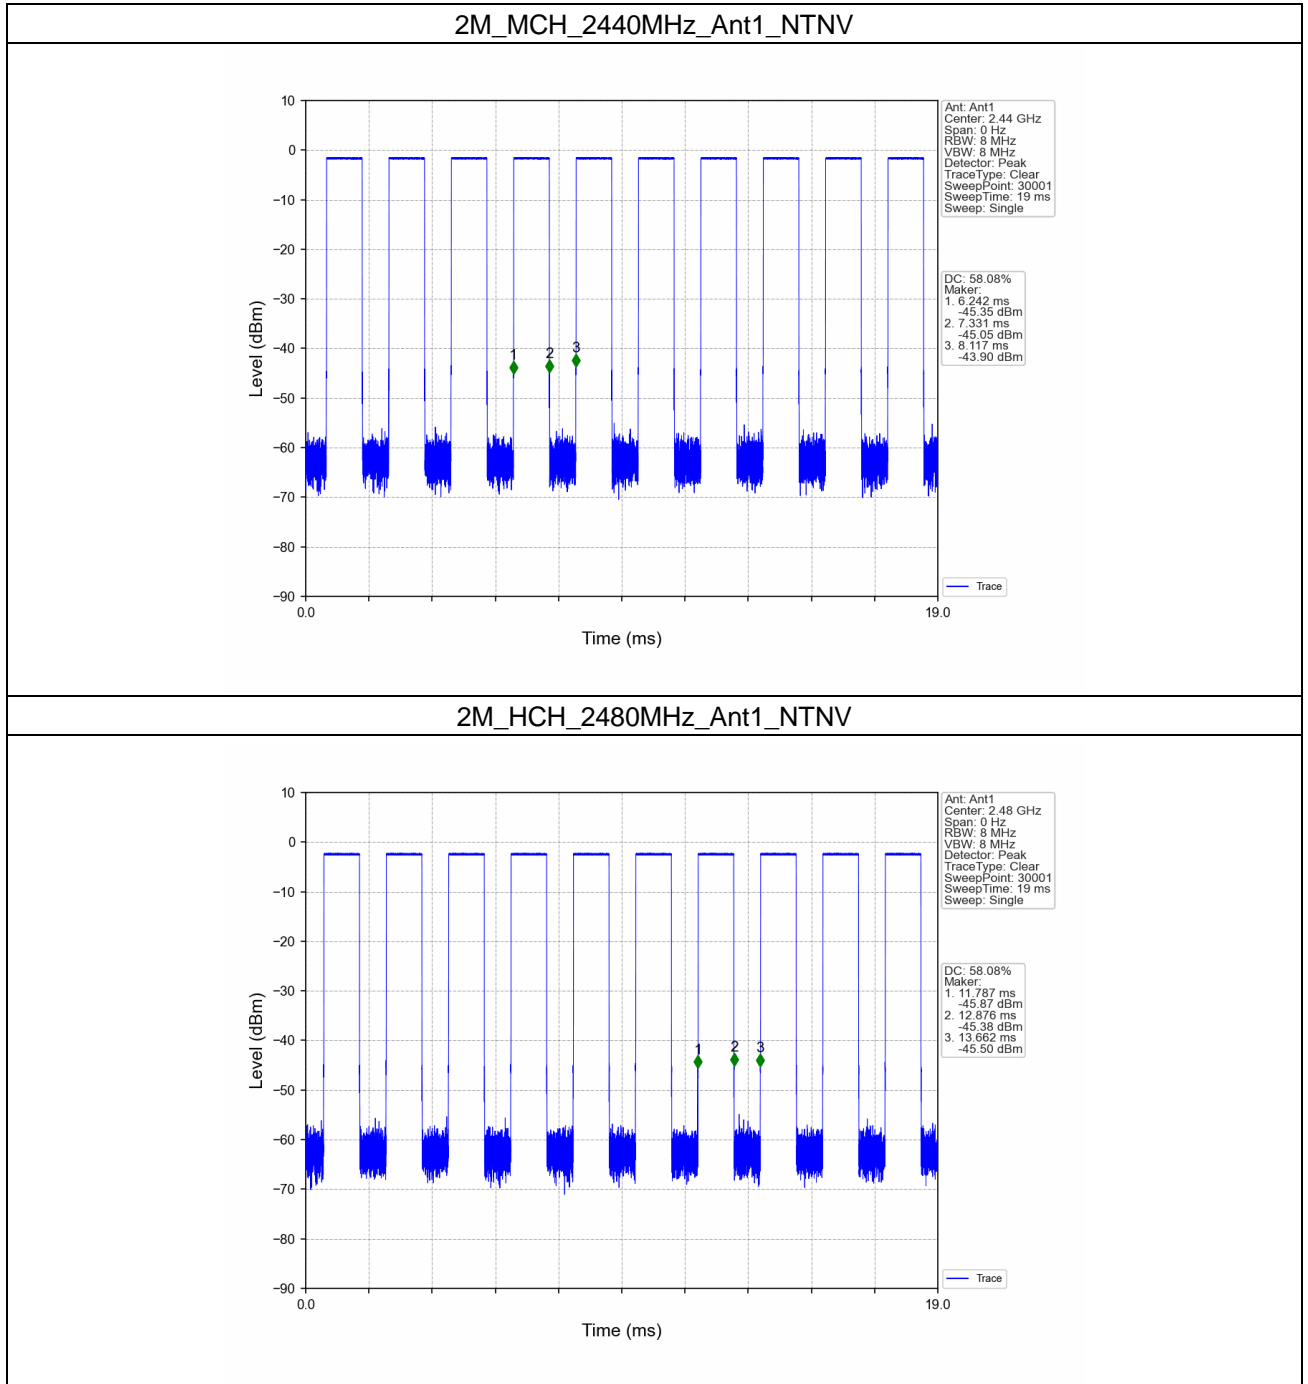 2M_MCH_2440MHz_Ant1_NTNV
10
0
−10
−20
−30
−40
−50
−60
−70
−80
−90
Level (dBm)
1
2
3
0.0
19.0
Time (ms)
Ant: Ant1
Center: 2.44 GHz
Span: 0 Hz
RBW: 8 MHz
VBW: 8 MHz
Detector: Peak
TraceType: Clear
SweepPoint: 30001
SweepTime: 19 ms
Sweep: Single
DC: 58.08%
Maker:
1. 6.242 ms
-45.35 dBm
2. 7.331 ms
-45.05 dBm
3. 8.117 ms
-43.90 dBm
Trace
2M_HCH_2480MHz_Ant1_NTNV
10
0
−10
−20
−30
−40
−50
−60
−70
−80
−90
Level (dBm)
1
2
3
0.0
19.0
Time (ms)
Ant: Ant1
Center: 2.48 GHz
Span: 0 Hz
RBW: 8 MHz
VBW: 8 MHz
Detector: Peak
TraceType: Clear
SweepPoint: 30001
SweepTime: 19 ms
Sweep: Single
DC: 58.08%
Maker:
1. 11.787 ms
-45.87 dBm
2. 12.876 ms
-45.38 dBm
3. 13.662 ms
-45.50 dBm
Trace